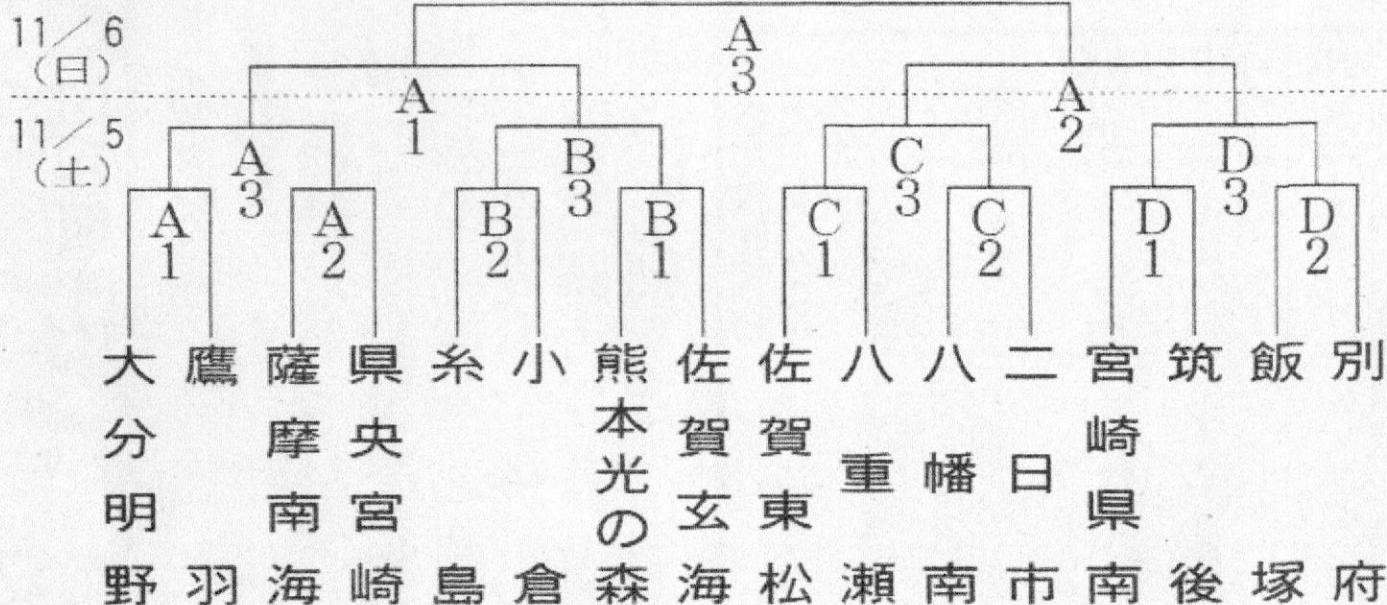 11/6
(日)
A
3
A
1
A
2
11/5
(土)
A
3
B
3
C
3
D
3
A
1
A
2
B
2
B
1
C
1
C
2
D
1
D
2
大分明野
鷹羽
薩摩南海
県央宮崎
糸島
小倉
熊本光の森
佐賀玄海
佐賀東松
八重瀬
八幡南
二日市
宮崎県南
筑後
飯塚
別府